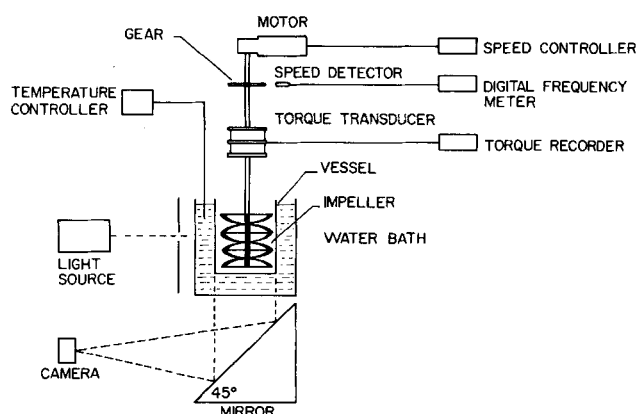 MOTOR
GEAR
SPEED CONTROLLER
SPEED DETECTOR
TEMPERATURE
CONTROLLER
DIGITAL FREQUENCY
METER
TORQUE TRANSDUCER
TORQUE RECORDER
VESSEL
IMPELLER
WATER BATH
LIGHT
SOURCE
CAMERA
45°
MIRROR